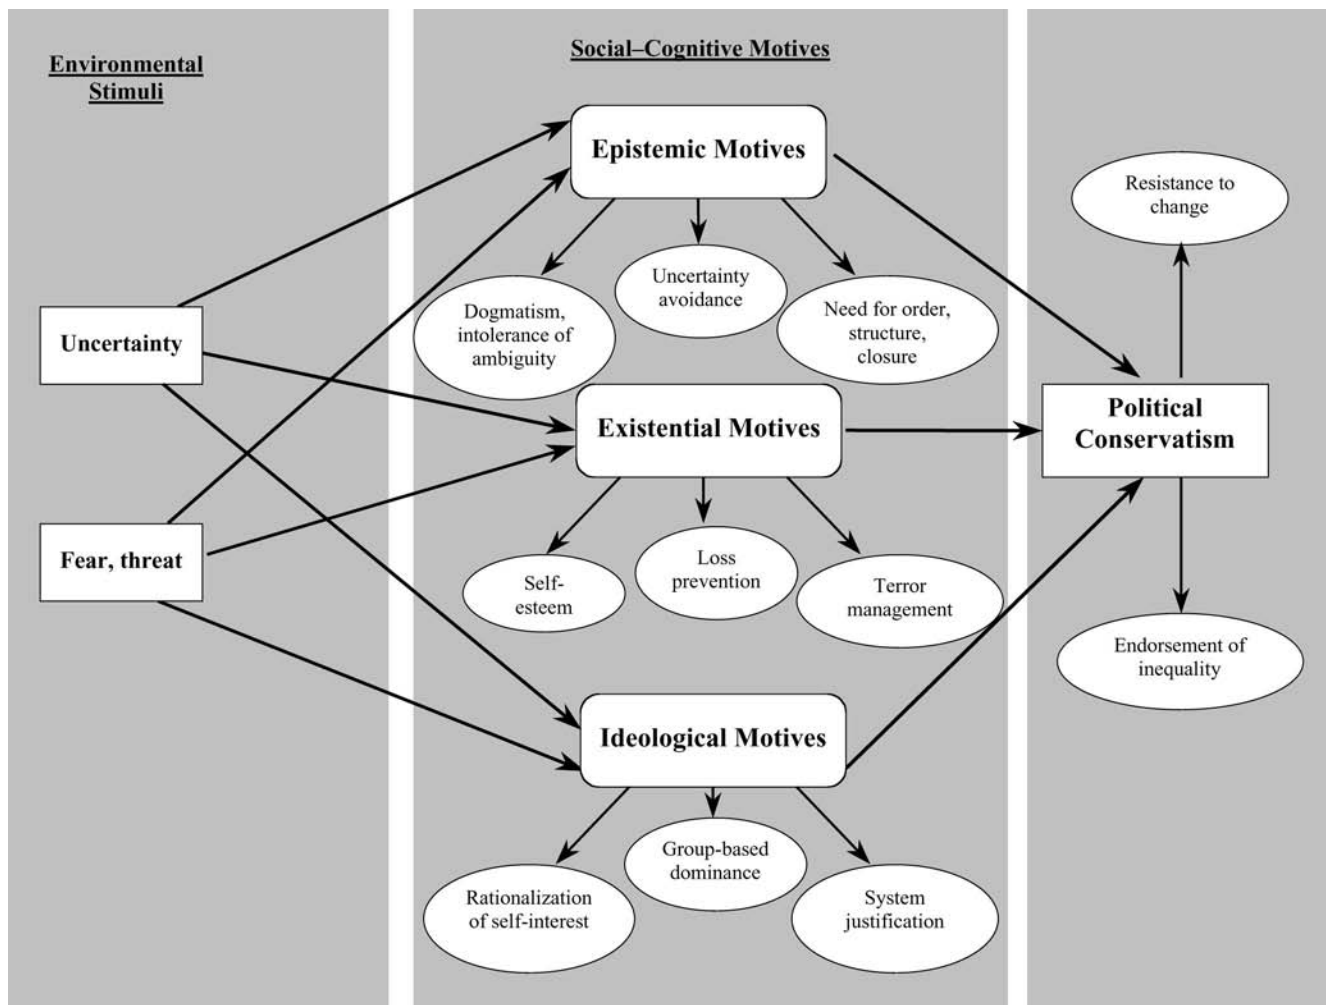 Environmental
Stimuli
Uncertainty
Fear, threat
Social–Cognitive Motives
Epistemic Motives
Dogmatism,
intolerance of
ambiguity
Uncertainty
avoidance
Need for order,
structure,
closure
Existential Motives
Self-
esteem
Loss
prevention
Terror
management
Ideological Motives
Rationalization
of self-interest
Group-based
dominance
System
justification
Resistance to
change
Political
Conservatism
Endorsement of
inequality